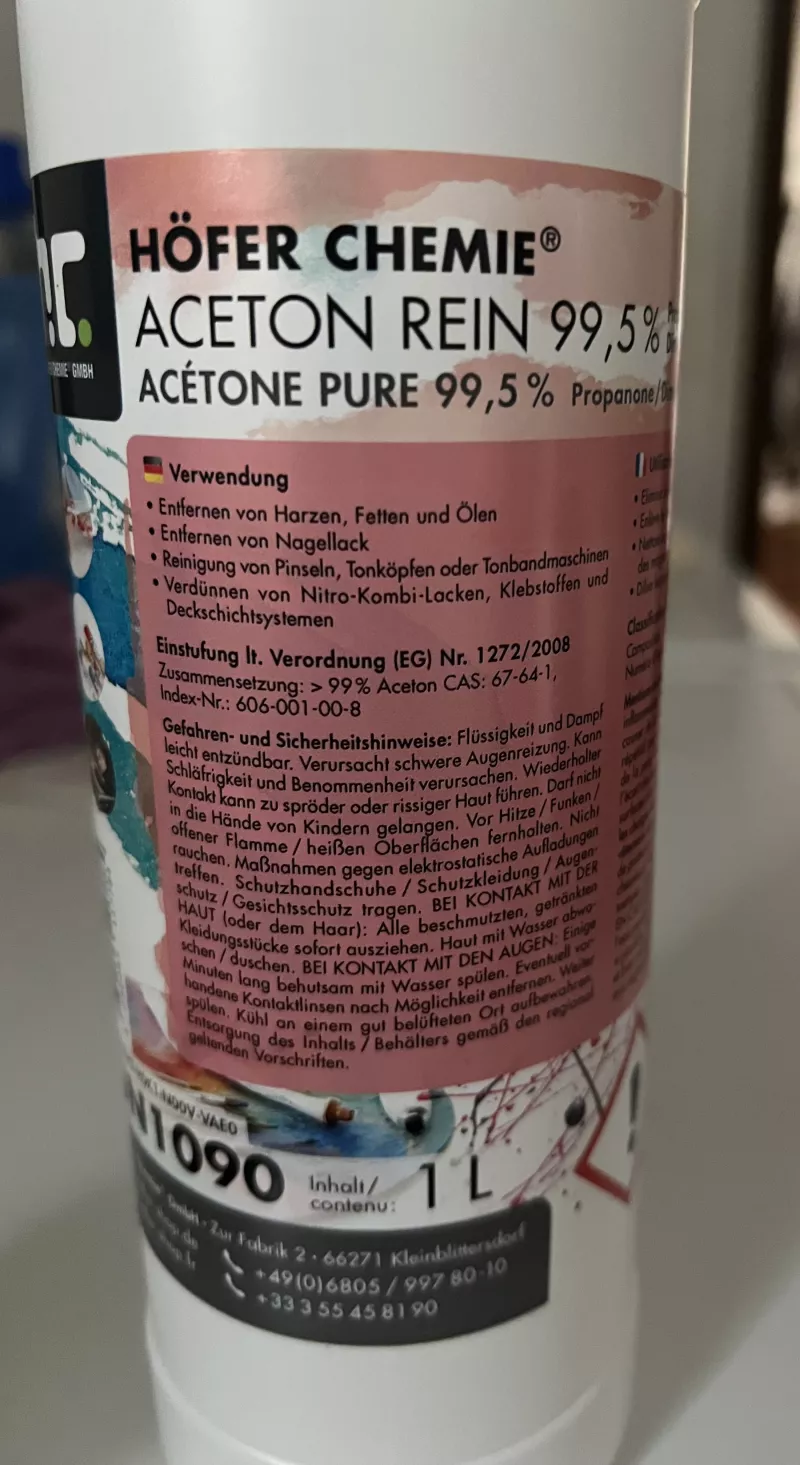 HÖFER CHEMIE®
ACETON REIN 99,5%
ACÉTONE PURE 99,5% Propanone/
CHEMIE GMBH
Verwendung
• Entfernen von Harzen, Fetten und Ölen
• Entfernen von Nagellack
• Reinigung von Pinseln, Tonköpfen oder Tonbandmaschinen
• Verdünnen von Nitro-Kombi-Lacken, Klebstoffen und
Deckschichtsystemen
Einstufung lt. Verordnung (EG) Nr. 1272/2008
Zusammensetzung: > 99% Aceton CAS: 67-64-1,
Index-Nr.: 606-001-00-8
Gefahren- und Sicherheitshinweise: Flüssigkeit und Dampf
leicht entzündbar. Verursacht schwere Augenreizung. Kann
Schläfrigkeit und Benommenheit verursachen. Wiederholter
Kontakt kann zu spröder oder rissiger Haut führen. Darf nicht
in die Hände von Kindern gelangen. Vor Hitze / Funken /
offener Flamme / heißen Oberflächen fernhalten. Nicht
rauchen. Maßnahmen gegen elektrostatische Aufladungen
treffen. Schutzhandschuhe / Schutzkleidung / Augen-
schutz / Gesichtsschutz tragen. BEI KONTAKT MIT DER
HAUT (oder dem Haar): Alle beschmutzten, getränkten
Kleidungsstücke sofort ausziehen. Haut mit Wasser abwa-
schen / duschen. BEI KONTAKT MIT DEN AUGEN: Einige
Minuten lang behutsam mit Wasser spülen. Eventuell vor-
handene Kontaktlinsen nach Möglichkeit entfernen. Weiter
spülen. Kühl an einem gut belüfteten Ort aufbewahren.
Entsorgung des Inhalts / Behälters gemäß den regional
geltenden Vorschriften.
N00V-VAE0
1090
Inhalt/
contenu: 1 L
GmbH · Zur Fabrik 2 · 66271 Kleinblittersdorf
+49(0)6805 / 997 80-10
+33 3 55 45 81 90